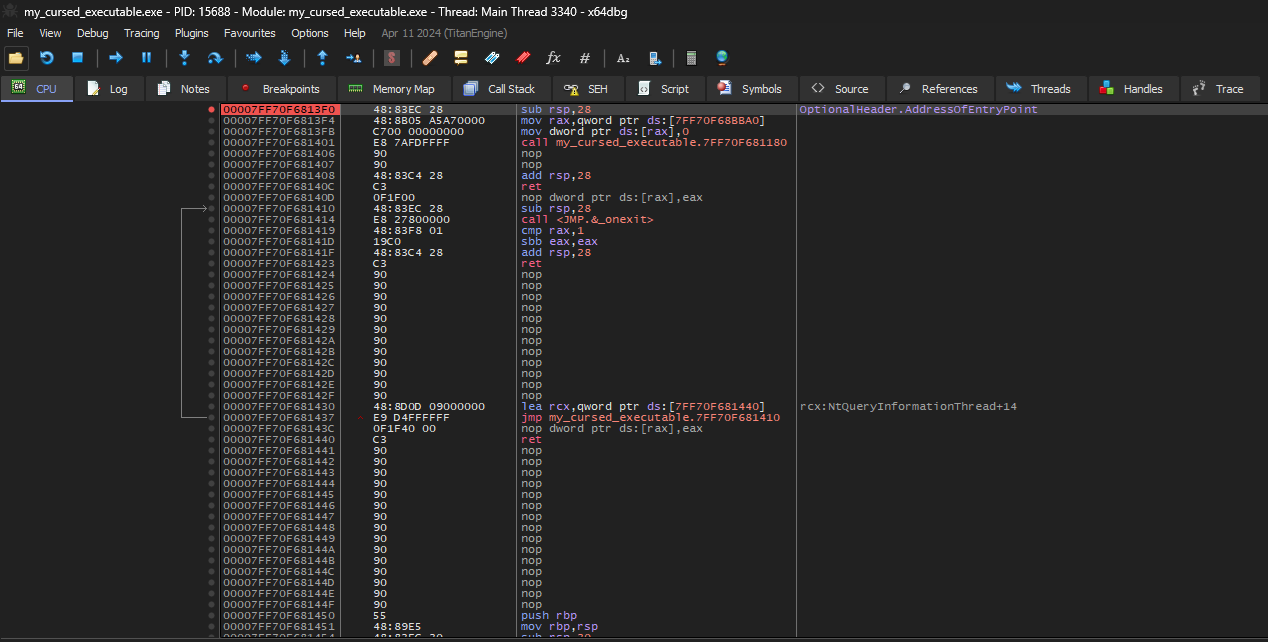 my_cursed_executable.exe - PID: 15688 - Module: my_cursed_executable.exe - Thread: Main Thread 3340 - x64dbg
File View Debug Tracing Plugins Favourites Options Help Apr 11 2024 (TitanEngine)
CPU Log Notes Breakpoints Memory Map Call Stack SEH Script Symbols Source References Threads Handles Trace
00007FF70F6813F0 48:83EC 28 sub rsp,28 OptionalHeader.AddressOfEntryPoint
00007FF70F6813F4 48:8B05 A5A70000 mov rax,qword ptr ds:[7FF70F68BBA0]
00007FF70F6813FB C700 00000000 mov dword ptr ds:[rax],0
00007FF70F681401 E8 7AFDFFFF call my_cursed_executable.7FF70F681180
00007FF70F681406 90 nop
00007FF70F681407 90 nop
00007FF70F681408 48:83C4 28 add rsp,28
00007FF70F68140C C3 ret
00007FF70F68140D 0F1F00 nop dword ptr ds:[rax],eax
00007FF70F681410 48:83EC 28 sub rsp,28
00007FF70F681414 E8 27800000 call <JMP.&_onexit>
00007FF70F681419 48:83F8 01 cmp rax,1
00007FF70F68141D 19C0 sbb eax,eax
00007FF70F68141F 48:83C4 28 add rsp,28
00007FF70F681423 C3 ret
00007FF70F681424 90 nop
00007FF70F681425 90 nop
00007FF70F681426 90 nop
00007FF70F681427 90 nop
00007FF70F681428 90 nop
00007FF70F681429 90 nop
00007FF70F68142A 90 nop
00007FF70F68142B 90 nop
00007FF70F68142C 90 nop
00007FF70F68142D 90 nop
00007FF70F68142E 90 nop
00007FF70F68142F 90 nop
00007FF70F681430 48:8D0D 09000000 lea rcx,qword ptr ds:[7FF70F681440] rcx:NtQueryInformationThread+14
00007FF70F681437 E9 D4FFFFFF jmp my_cursed_executable.7FF70F681410
00007FF70F68143C 0F1F40 00 nop dword ptr ds:[rax],eax
00007FF70F681440 C3 ret
00007FF70F681441 90 nop
00007FF70F681442 90 nop
00007FF70F681443 90 nop
00007FF70F681444 90 nop
00007FF70F681445 90 nop
00007FF70F681446 90 nop
00007FF70F681447 90 nop
00007FF70F681448 90 nop
00007FF70F681449 90 nop
00007FF70F68144A 90 nop
00007FF70F68144B 90 nop
00007FF70F68144C 90 nop
00007FF70F68144D 90 nop
00007FF70F68144E 90 nop
00007FF70F68144F 90 nop
00007FF70F681450 55 push rbp
00007FF70F681451 48:89E5 mov rbp,rsp